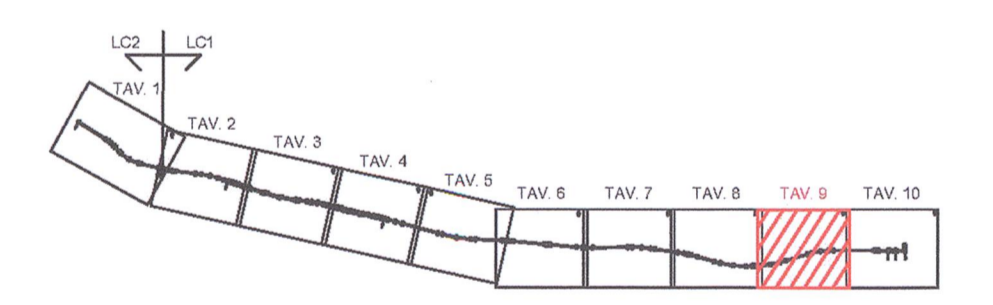 LC2 LC1
TAV. 1
TAV. 2
TAV. 3
TAV. 4
TAV. 5
TAV. 6
TAV. 7
TAV. 8
TAV. 9
TAV. 10